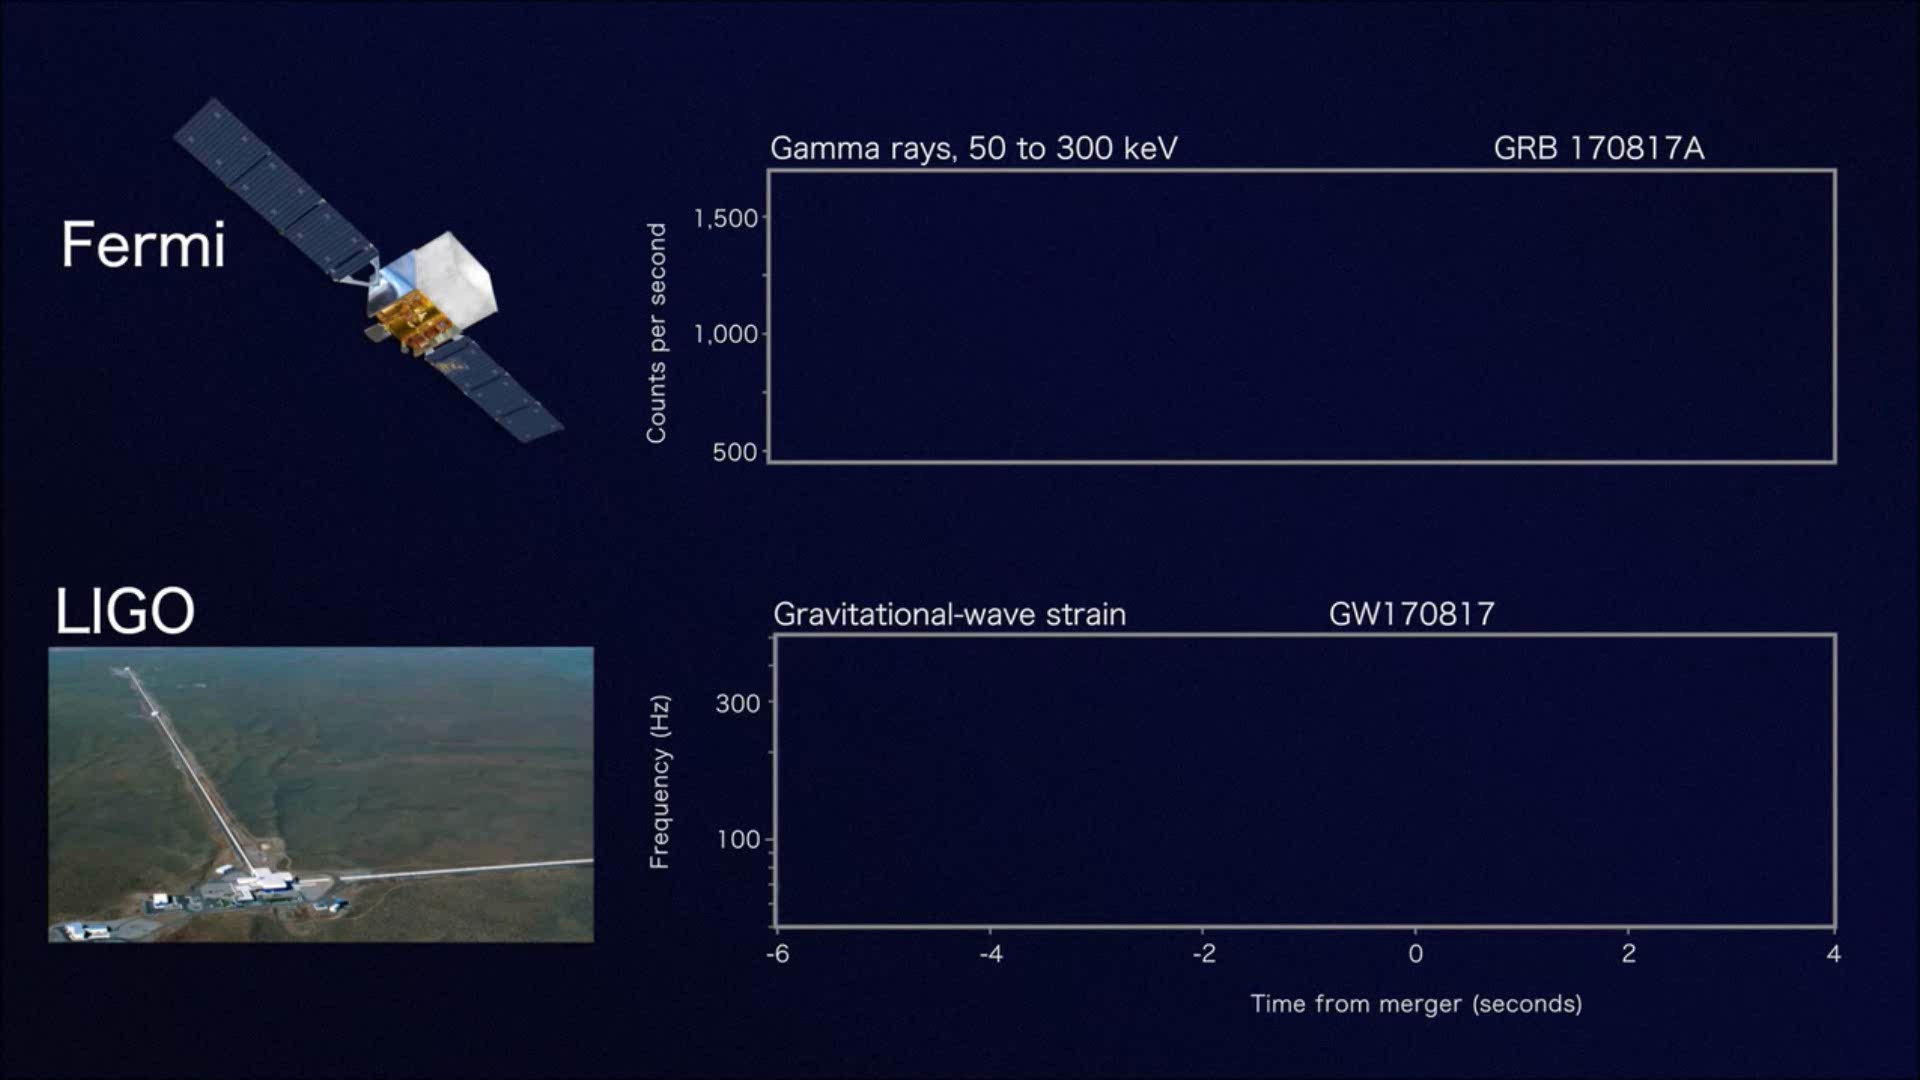 Fermi
Gamma rays, 50 to 300 keV
GRB 170817A
Counts per second
1,500
1,000
500
LIGO
Gravitational-wave strain
GW170817
Frequency (Hz)
300
100
-6 -4 -2 0 2 4
Time from merger (seconds)